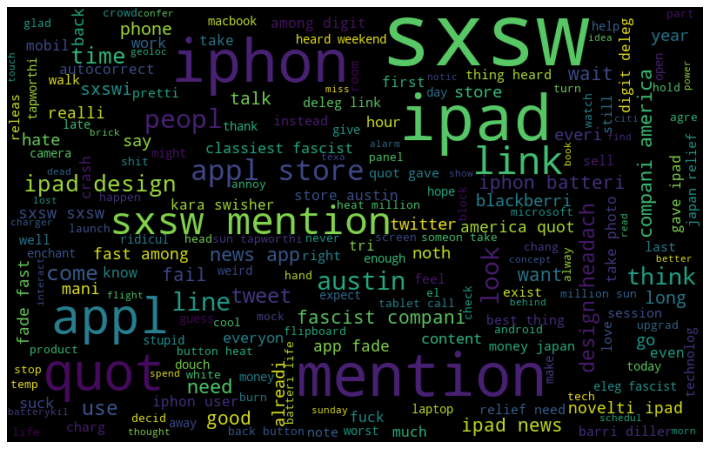 glad
crowd
confer
macbook
sxsw
part
touch
geoloc
back
phone
among digit
heard weekend
help
idea
mobil
work
take
iphon
miss
room
year
releas
tapworthi
autocorrect
time
thing heard
wait
digit deleg
open
power
walk
sxswi
pretti
first
day
notic
turn
store
hold
realli
talk
deleg link
ipad
everi
watch
still
citi
find
agre
late
brick
peopl
thank
instead
give
alarm
texa
panel
link
book
compani america
japan relief
hate
say
hour
camera
might
classiest fascist
quot gave
sell
gave ipad
crash
shit
appl store
iphon batteri
ipad design
dead
happen
annoy
store austin
hope
show
blackberri
microsoft
read
lost
sxsw sxsw
kara swisher
heat million
block
someon take
charger
launch
sxsw mention
twitter
america quot
take photo
chang
better
well
ridicul
head
sun tapworthi
never
screen
tri
noth
design headach
concept
alway
last
enchant
fast among
news app
right
enough
look
want
think
interact
come
know
fail
weird
hand
feel
exist
behind
million sun
upgrad
fade fast
mani
austin
expect
tablet call
el
check
long
flight
line
tweet
mock
best thing
love
session
appl
guess
cool
fascist compani
android
go
technolog
stupid
everyon
flipboard
content
money japan
even
product
button heat
app fade
today
quot
douch
white
need
mention
make
eleg fascist
stop
temp
spend
money
burn
alreadi
batteri life
tech
suck
use
iphon user
good
sunday
laptop
relief need
novelti ipad
batterykil
decid
away
fuck
schedul
life
charg
thought
back button
note
worst
much
ipad news
barri diller
morn